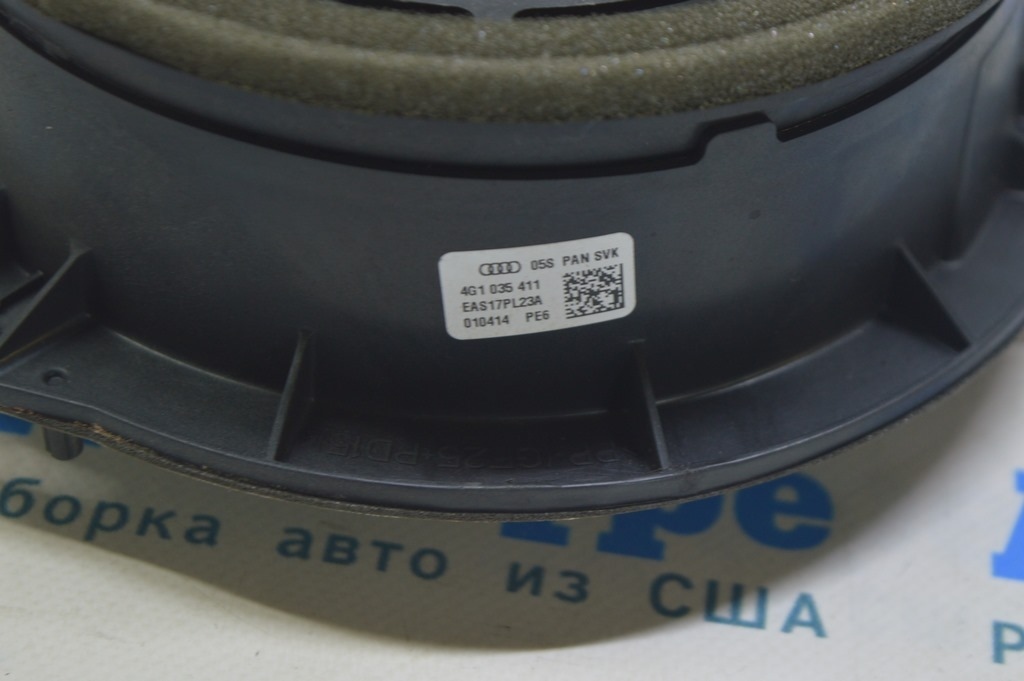 05S PAN SVK
4G1 035 411
EAS17PL23A
010414 PE6
борка авто из США